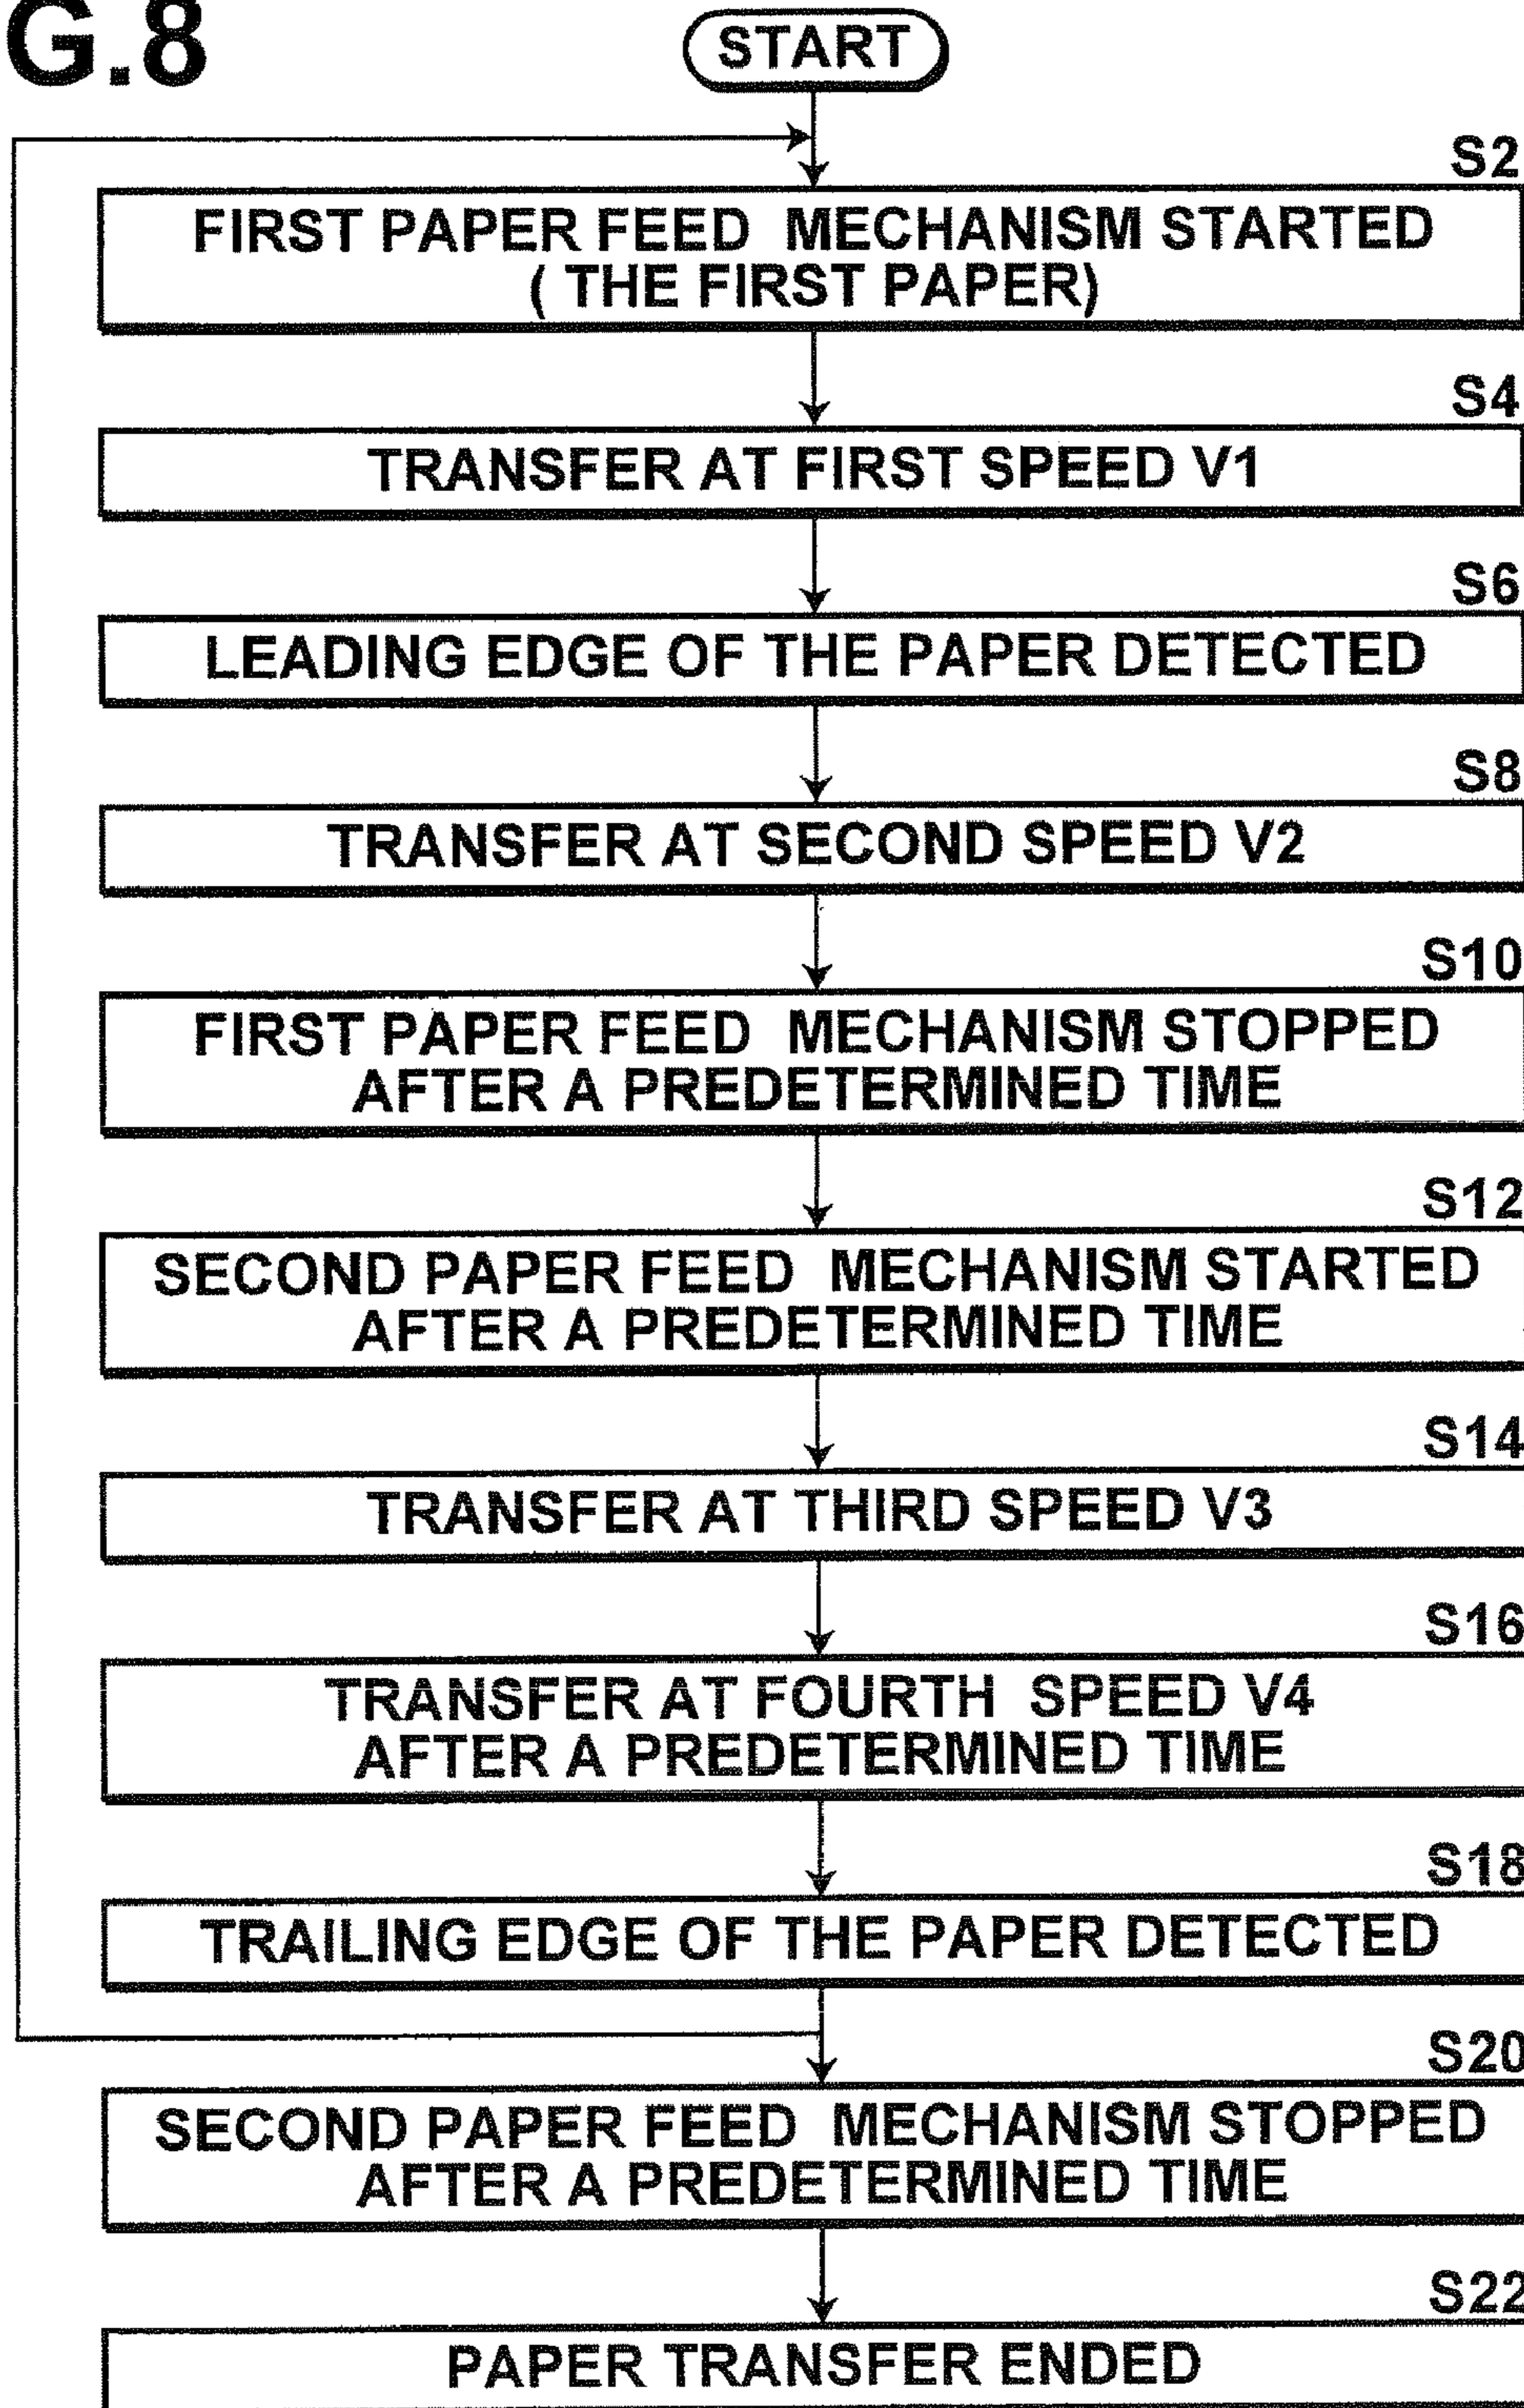 G.8
START
S2
FIRST PAPER FEED MECHANISM STARTED
( THE FIRST PAPER)
S4
TRANSFER AT FIRST SPEED V1
S6
LEADING EDGE OF THE PAPER DETECTED
S8
TRANSFER AT SECOND SPEED V2
S10
FIRST PAPER FEED MECHANISM STOPPED
AFTER A PREDETERMINED TIME
S12
SECOND PAPER FEED MECHANISM STARTED
AFTER A PREDETERMINED TIME
S14
TRANSFER AT THIRD SPEED V3
S16
TRANSFER AT FOURTH SPEED V4
AFTER A PREDETERMINED TIME
S18
TRAILING EDGE OF THE PAPER DETECTED
S20
SECOND PAPER FEED MECHANISM STOPPED
AFTER A PREDETERMINED TIME
S22
PAPER TRANSFER ENDED